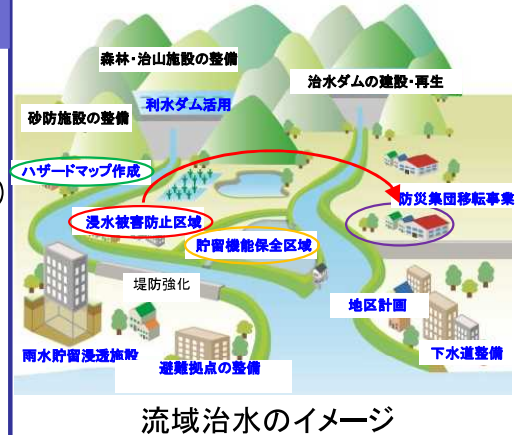 森林・治山施設の整備
治水ダムの建設・再生
利水ダム活用
砂防施設の整備
ハザードマップ作成
)
防災集団移転事業
浸水被害防止区域
貯留機能保全区域
堤防強化
地区計画
雨水貯留浸透施設
避難拠点の整備
下水道整備
流域治水のイメージ